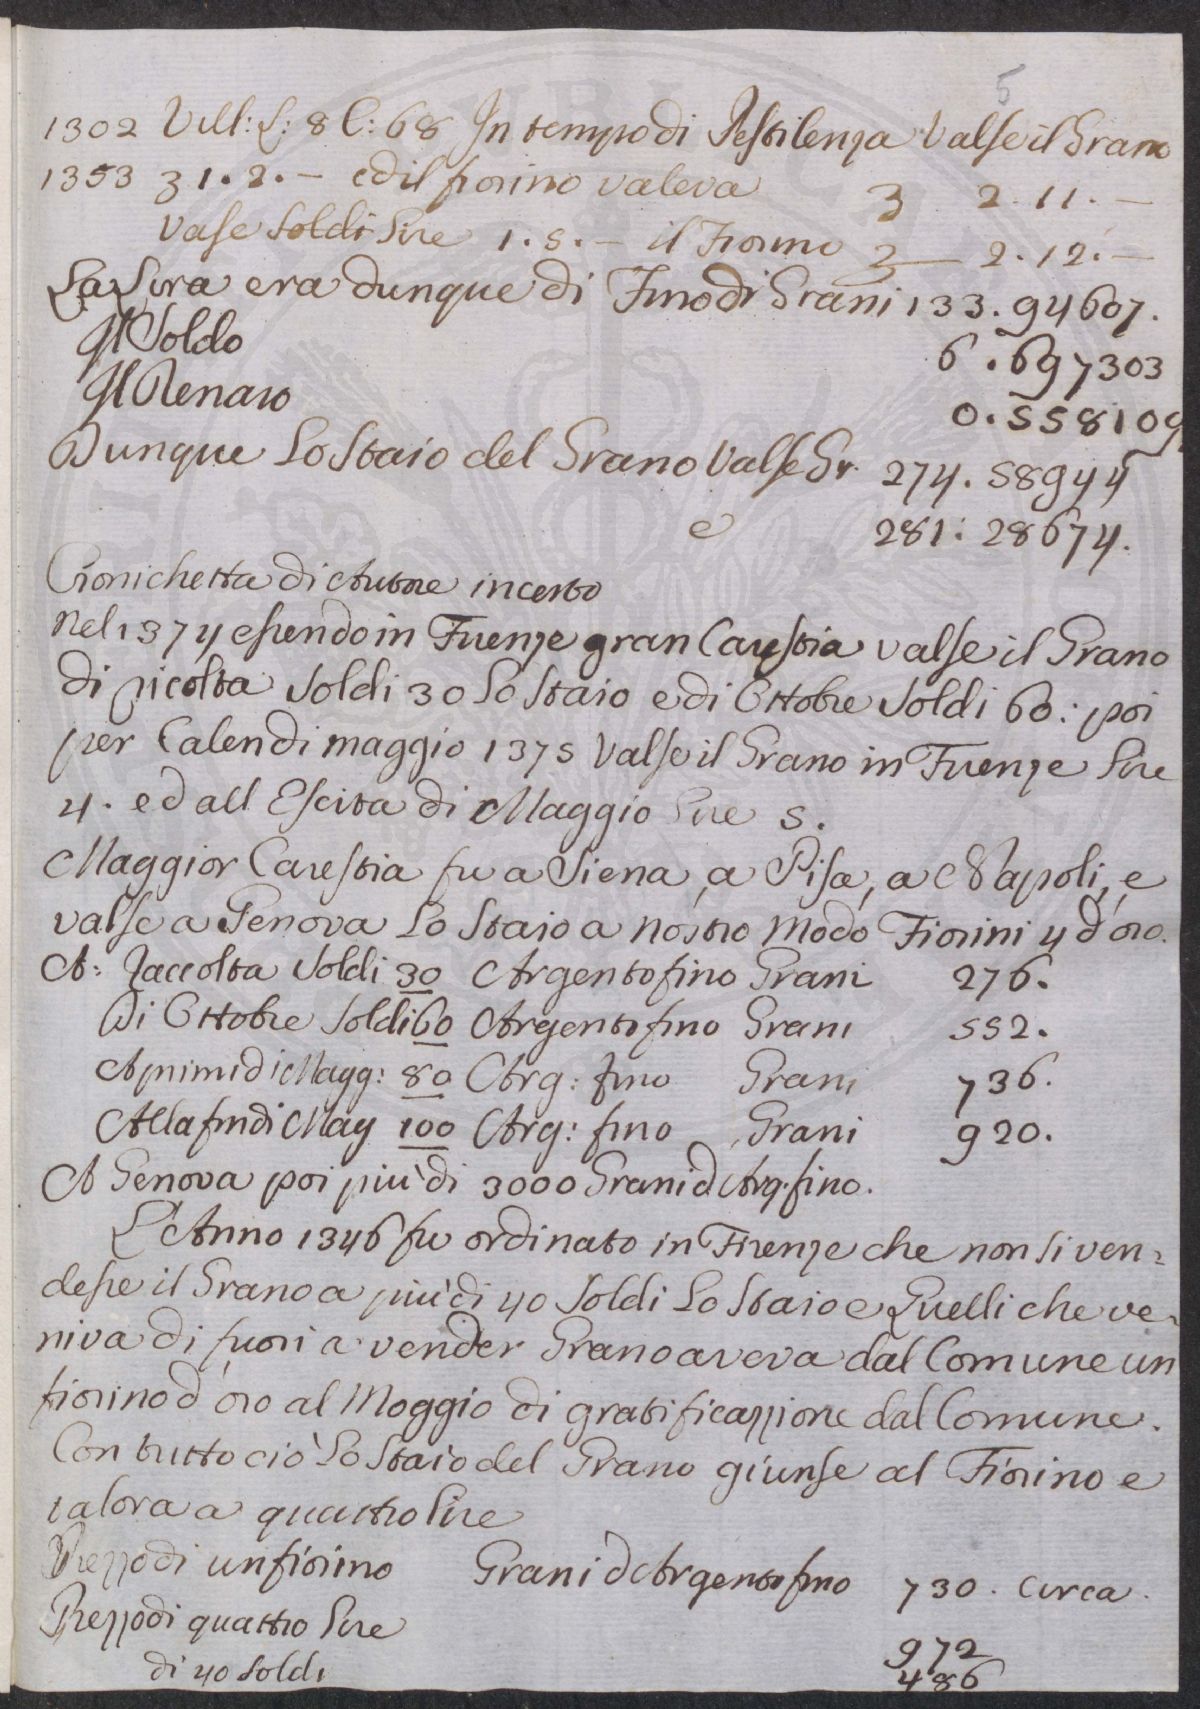 5
1302 Vill: L: 8 C: 68 In tempo di Pestilenza Valse il Grano
1353 3 1. 2. — ed il fiorino valeva 3 2. 11. —
Valse Soldi Lire 1. 5. — il Fiorino 3 — 2. 12. —
La Lira era dunque di Fino di Grani 133. 94607.
Il Soldo 6. 697303
Il Denaro 0. 558109
Dunque Lo Staio del Grano Valse Gr. 274. 58944
e 281: 28674.
Cronichetta di Autore incerto
Nel 1374 essendo in Firenze gran Carestia valse il Grano
di ricolta Soldi 30 Lo Staio e di Ottobre Soldi 60: poi
per Calendi maggio 1375 Valse il Grano in Firenze Lire
4. ed all Escita di Maggio Lire 5.
Maggior Carestia fu a Siena, a Pisa, a Napoli, e
valse a Genova Lo Staio a nostro modo Fiorini 4 d'oro.
A: Raccolta Soldi 30 Argento fino Grani 276.
Di Ottobre Soldi 60 Argento fino Grani 552.
A primi di Magg: 80 Arg: fino Grani 736.
Alla fin di Mag 100 Arg: fino Grani 920.
A Genova poi più di 3000 Grani d'Arg. fino.
L'Anno 1346 fu ordinato in Firenze che non si ven=
desse il Grano a più di 40 Soldi Lo Staio e Quelli che ve-
niva di fuori a vender Grano aveva dal Comune un
fiorino d'oro al Moggio di gratificazzione dal Comune.
Con tutto ciò Lo Staio del Grano giunse al Fiorino e
talora a quattro Lire
Prezzo di un fiorino Grani d'Argento fino 730. circa.
Prezzo di quattro Lire 972
di 40 Soldi 486